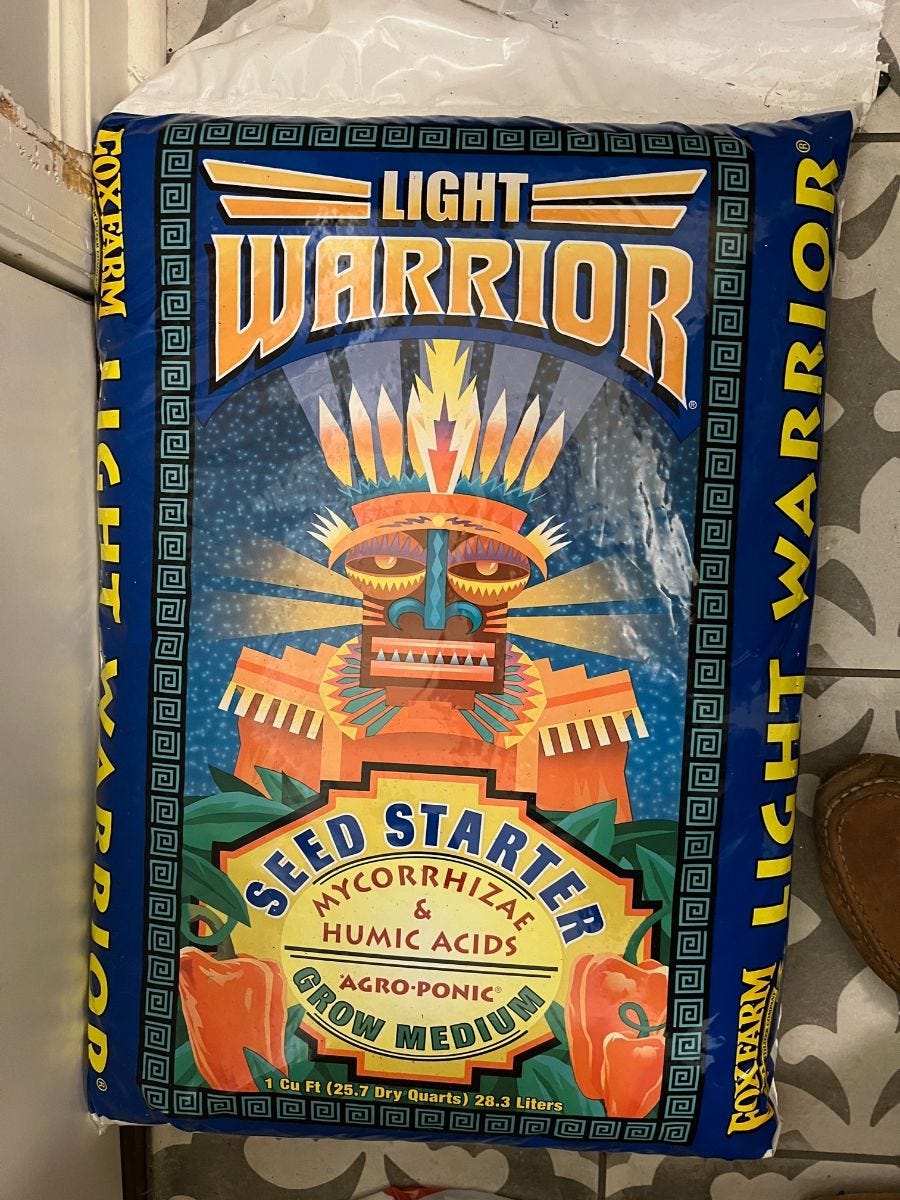 LIGHT
WARRIOR®
SEED STARTER
MYCORRHIZAE
&
HUMIC ACIDS
*AGRO-PONIC®
GROW MEDIUM
1 Cu Ft (25.7 Dry Quarts) 28.3 Liters
FOXFARM LIGHT WARRIOR®
FOXFARM LIGHT WARRIOR®